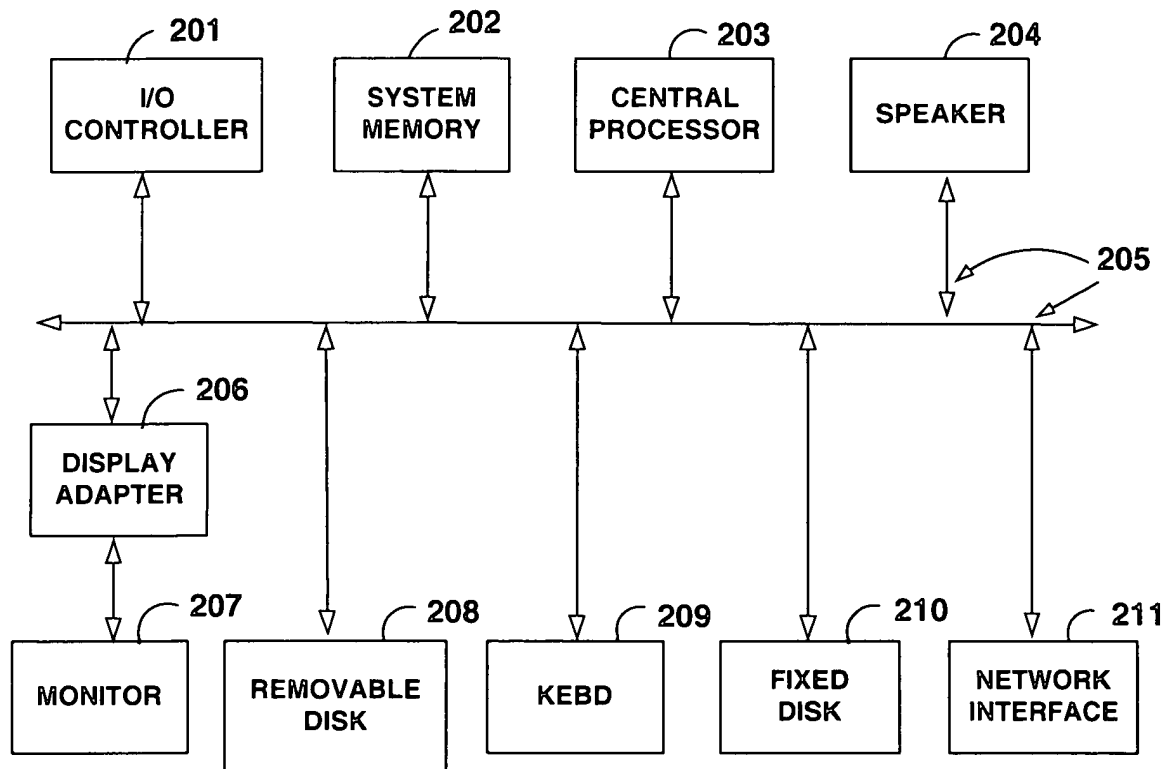 201
202
203
204
I/O
CONTROLLER
SYSTEM
MEMORY
CENTRAL
PROCESSOR
SPEAKER
205
206
DISPLAY
ADAPTER
207
208
209
210
211
MONITOR
REMOVABLE
DISK
KEBD
FIXED
DISK
NETWORK
INTERFACE